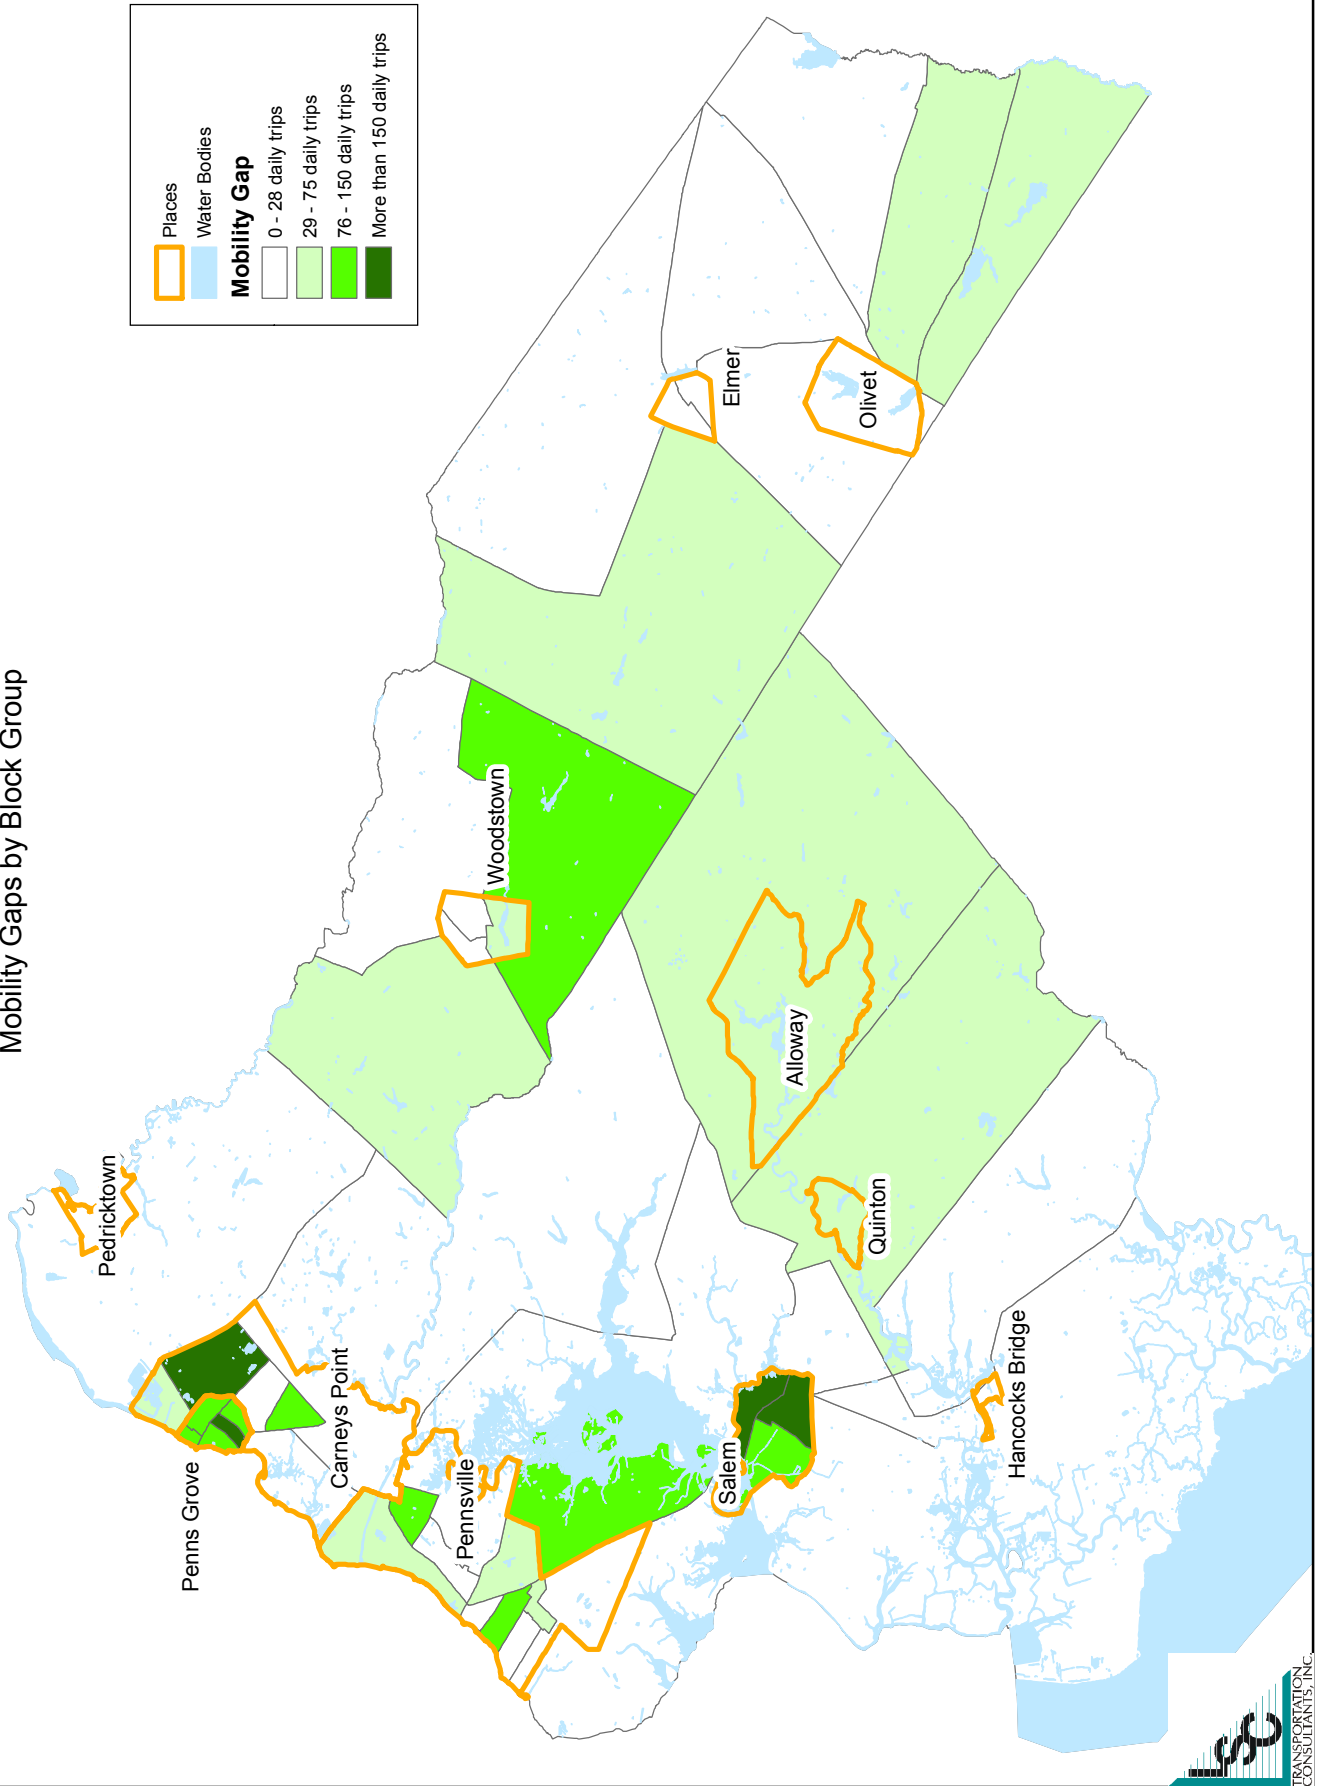 Mobility Gaps by Block Group
Places
Water Bodies
Mobility Gap
0 - 28 daily trips
29 - 75 daily trips
76 - 150 daily trips
More than 150 daily trips
Pedricktown
Penns Grove
Carneys Point
Pennsville
Woodstown
Elmer
Olivet
Alloway
Quinton
Salem
Hancocks Bridge
LSC
TRANSPORTATION
CONSULTANTS, INC.